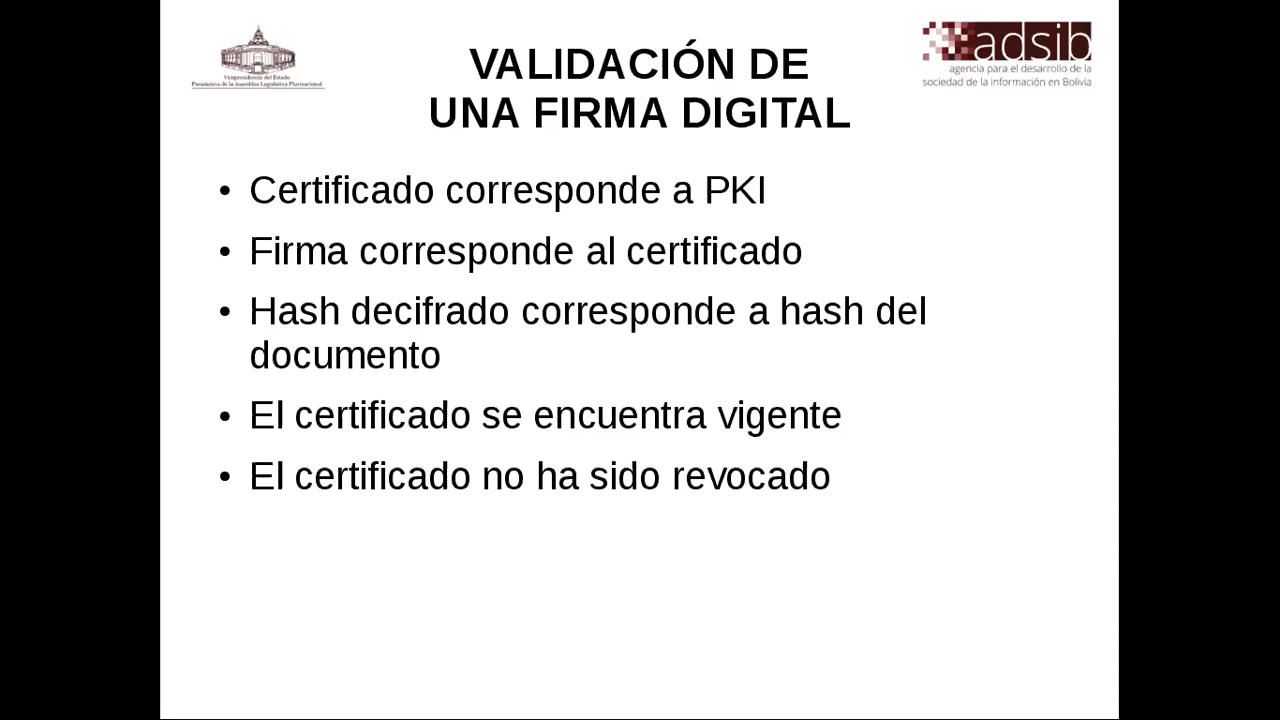 Vicepresidencia del Estado
Presidencia de la Asamblea Legislativa Plurinacional
adsib
agencia para el desarrollo de la
sociedad de la información en Bolivia
VALIDACIÓN DE
UNA FIRMA DIGITAL
• Certificado corresponde a PKI
• Firma corresponde al certificado
• Hash decifrado corresponde a hash del
documento
• El certificado se encuentra vigente
• El certificado no ha sido revocado